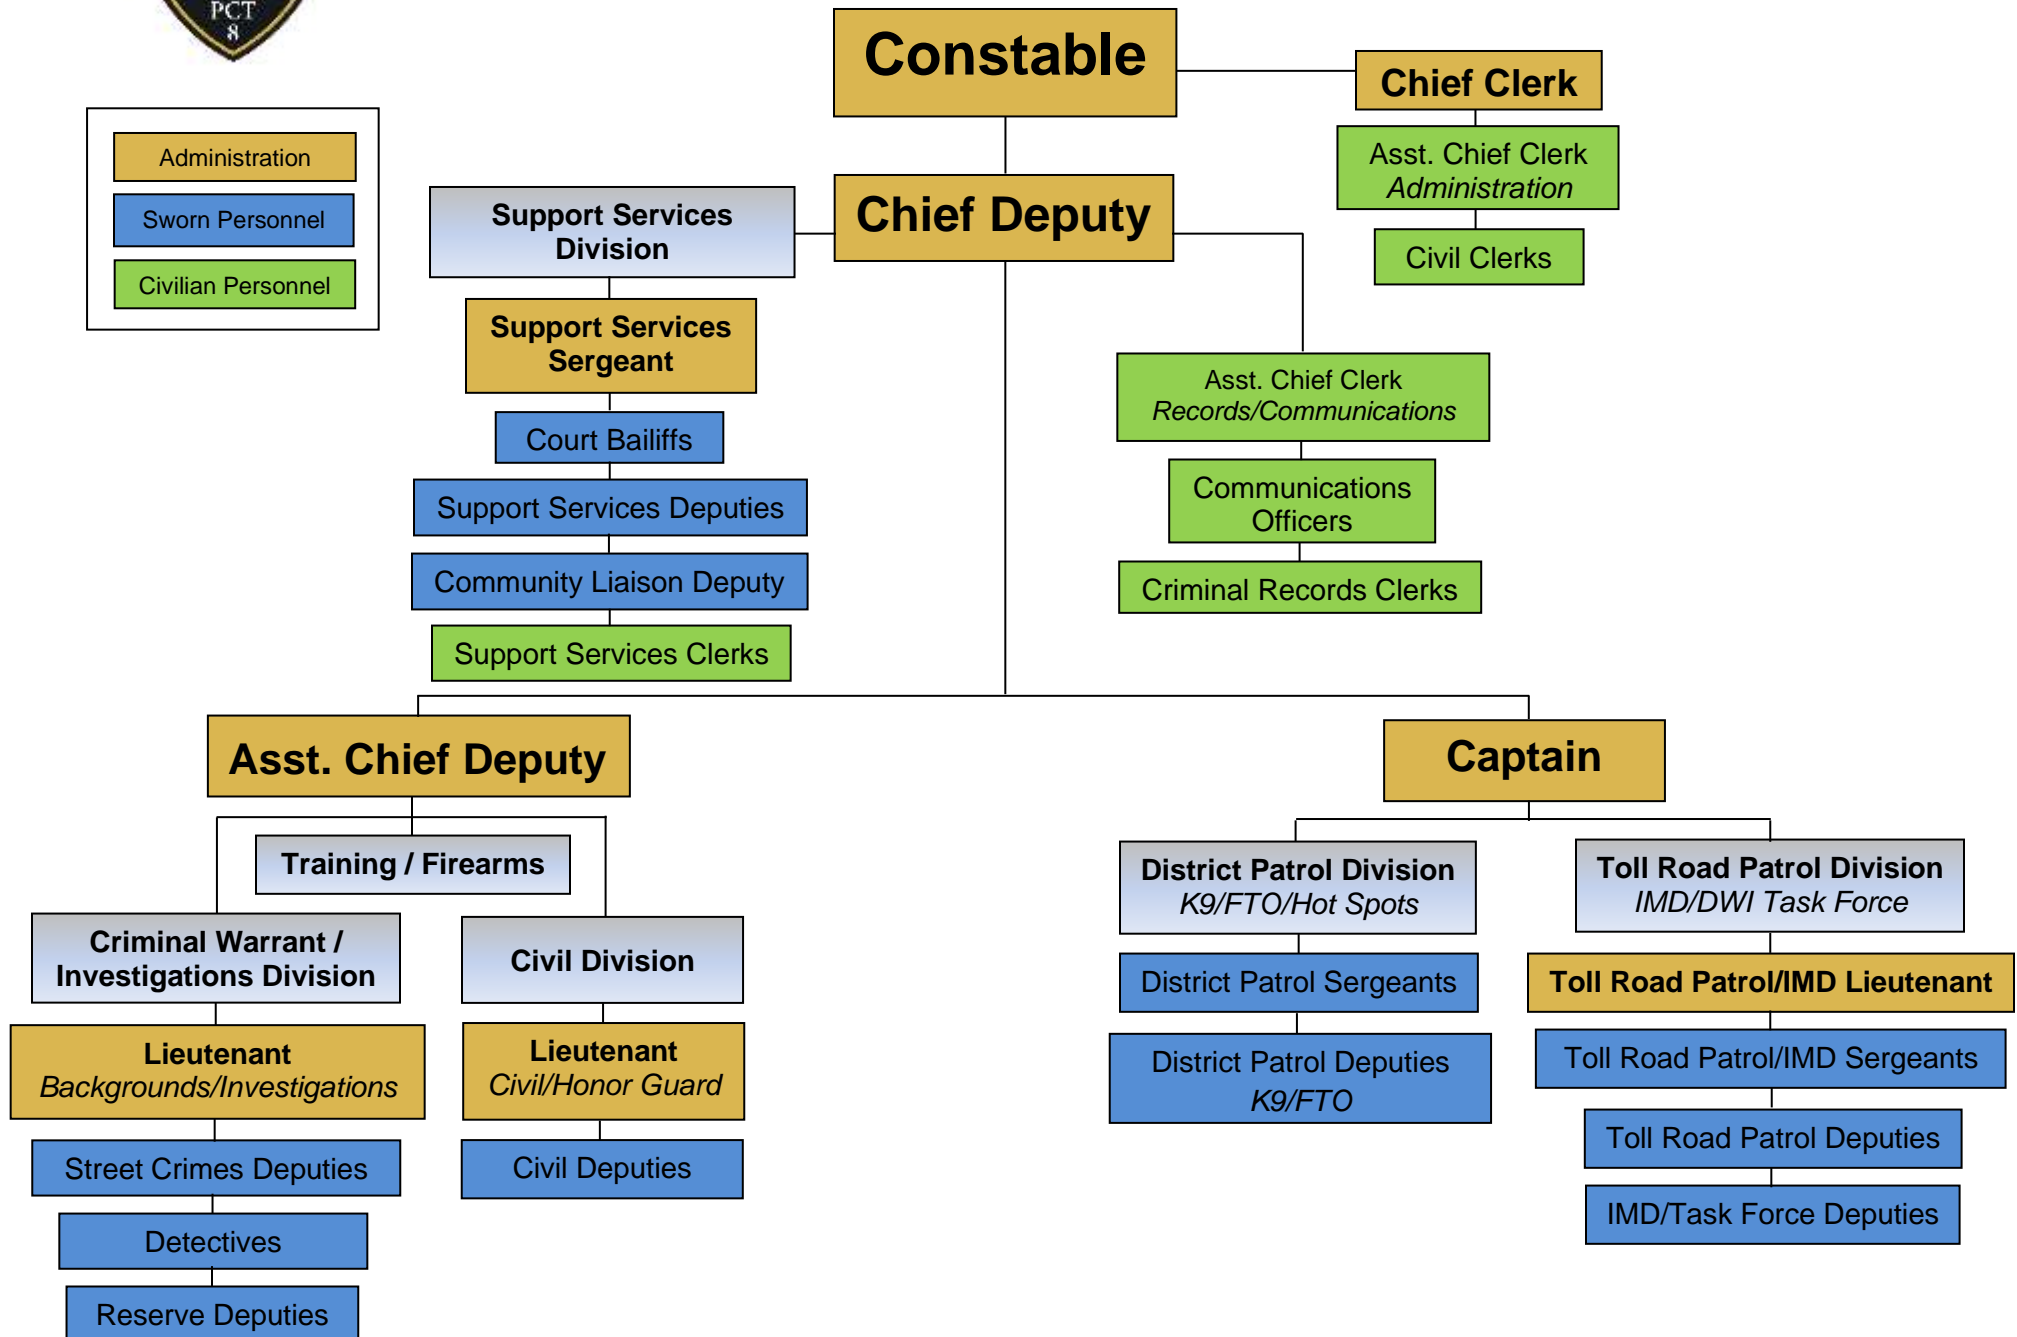 PCT
8
Constable
Chief Clerk
Administration
Sworn Personnel
Civilian Personnel
Asst. Chief Clerk
Administration
Civil Clerks
Support Services
Division
Chief Deputy
Support Services
Sergeant
Court Bailiffs
Support Services Deputies
Community Liaison Deputy
Support Services Clerks
Asst. Chief Clerk
Records/Communications
Communications
Officers
Criminal Records Clerks
Asst. Chief Deputy
Captain
Training / Firearms
Criminal Warrant /
Investigations Division
Lieutenant
Backgrounds/Investigations
Street Crimes Deputies
Detectives
Reserve Deputies
Civil Division
Lieutenant
Civil/Honor Guard
Civil Deputies
District Patrol Division
K9/FTO/Hot Spots
District Patrol Sergeants
District Patrol Deputies
K9/FTO
Toll Road Patrol Division
IMD/DWI Task Force
Toll Road Patrol/IMD Lieutenant
Toll Road Patrol/IMD Sergeants
Toll Road Patrol Deputies
IMD/Task Force Deputies